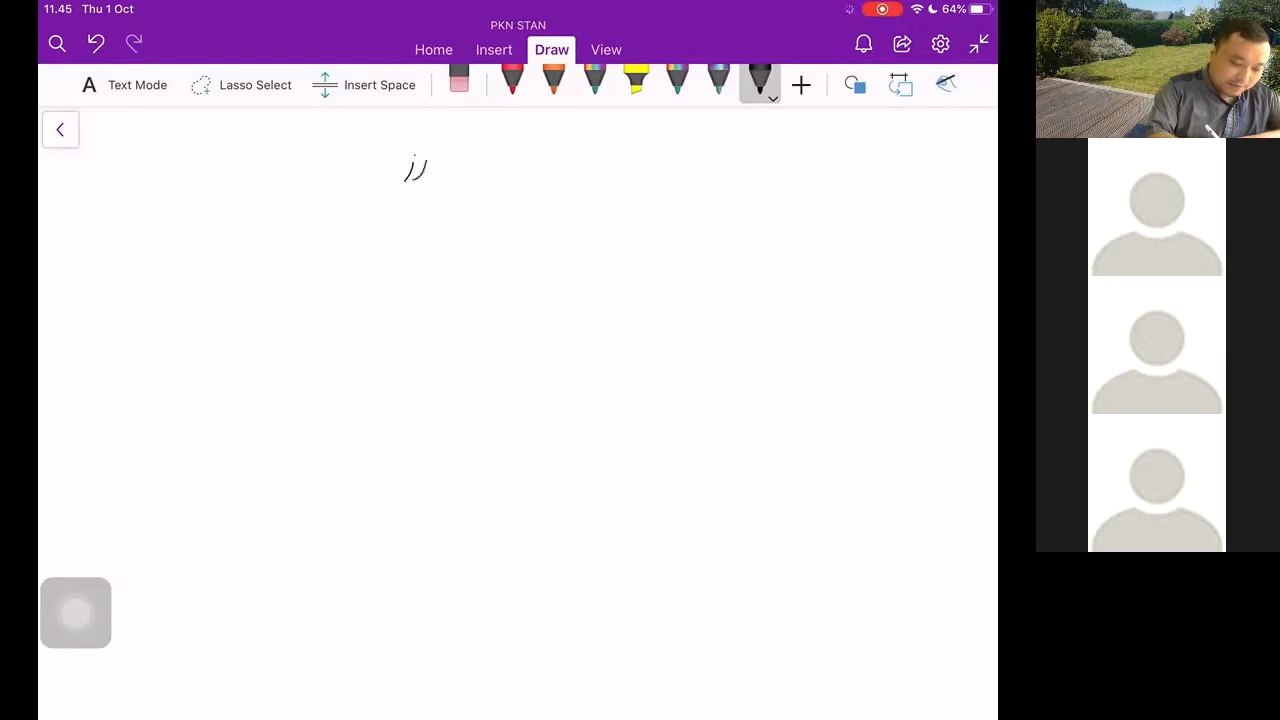 11.45 Thu 1 Oct 64%
PKN STAN
Home Insert Draw View
A Text Mode Lasso Select Insert Space